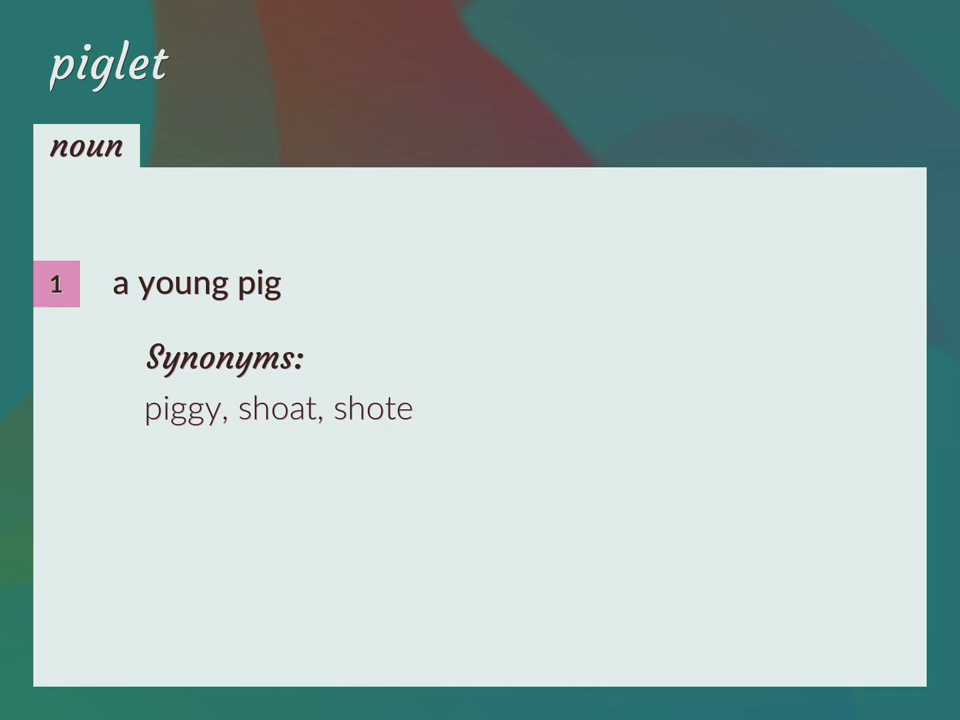 piglet
noun
1 a young pig
Synonyms:
piggy, shoat, shote